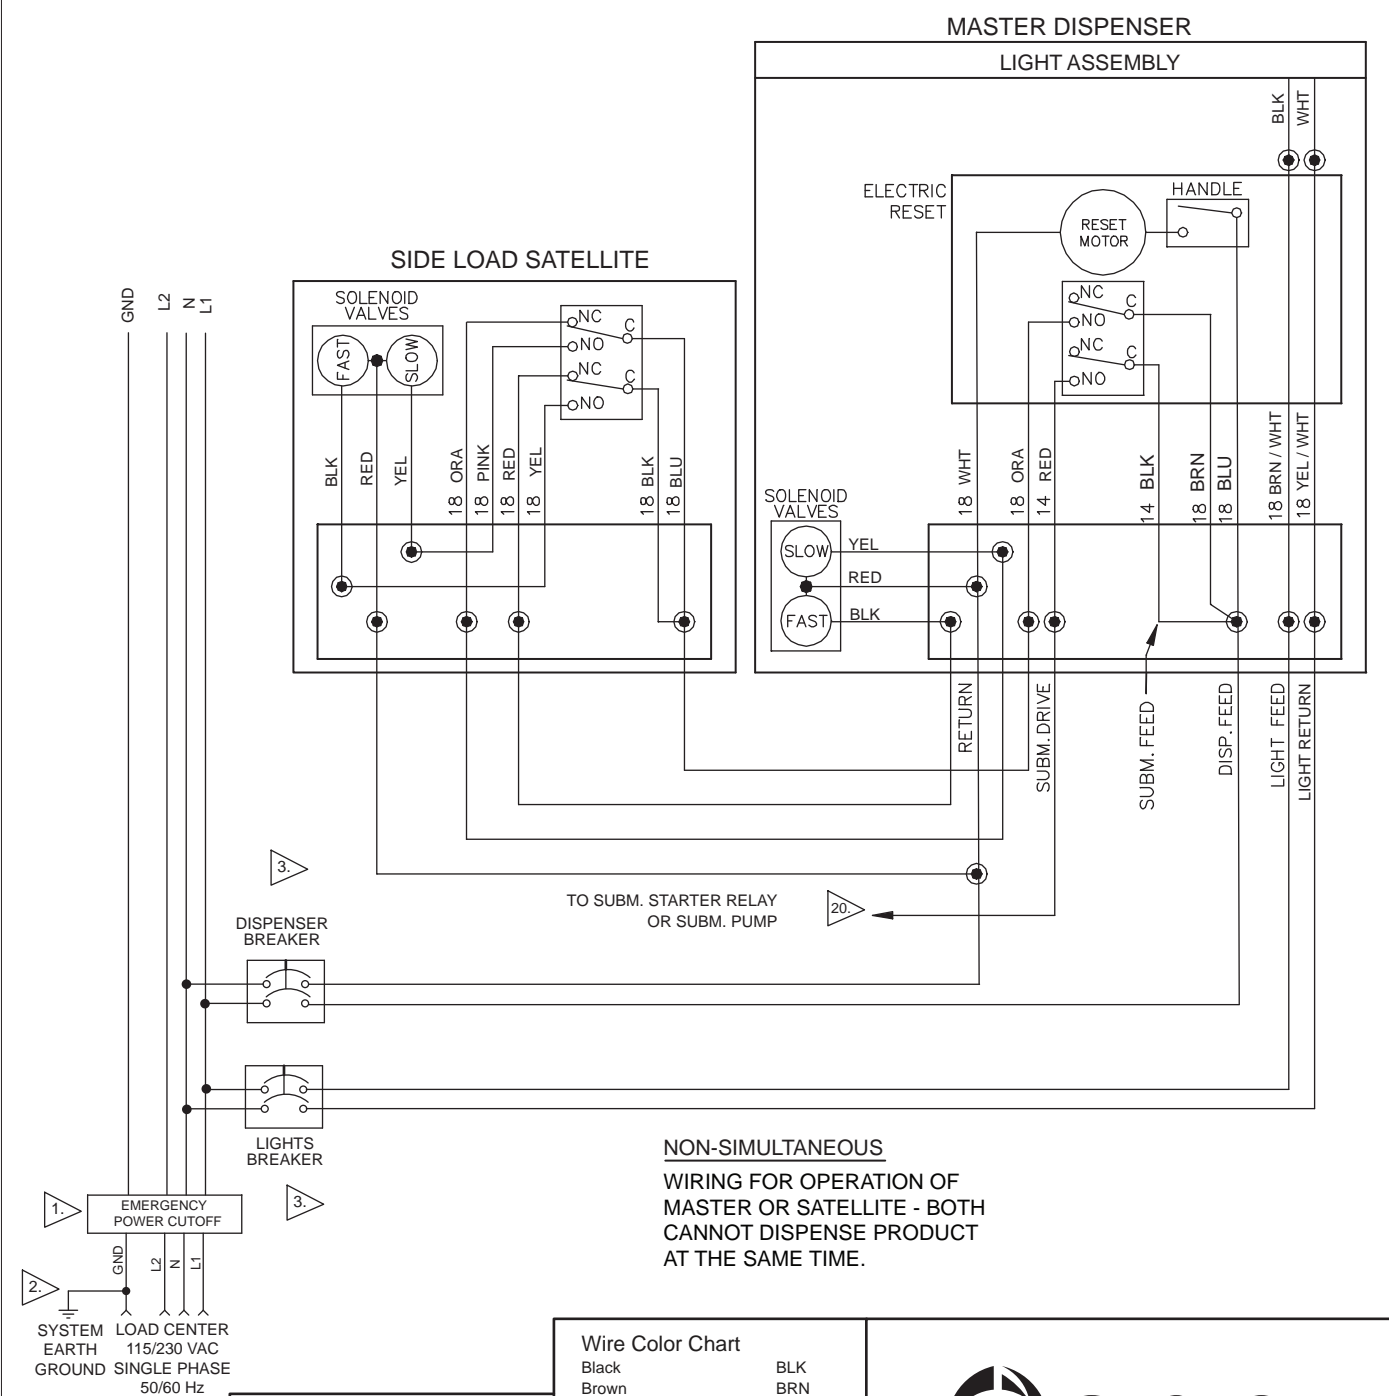 MASTER DISPENSER
LIGHT ASSEMBLY
BLK
WHT
ELECTRIC
RESET
HANDLE
RESET
MOTOR
NC
C
NO
NC
C
NO
SIDE LOAD SATELLITE
SOLENOID
VALVES
FAST
SLOW
NC
C
NO
NC
C
NO
GND
L2
N
L1
BLK
RED
YEL
18 ORA
18 PINK
18 RED
18 YEL
18 BLK
18 BLU
18 WHT
18 ORA
14 RED
14 BLK
18 BRN
18 BLU
18 BRN / WHT
18 YEL / WHT
SOLENOID
VALVES
SLOW
YEL
RED
FAST
BLK
RETURN
SUBM. DRIVE
SUBM. FEED
DISP. FEED
LIGHT FEED
LIGHT RETURN
3.
TO SUBM. STARTER RELAY
OR SUBM. PUMP
20.
DISPENSER
BREAKER
LIGHTS
BREAKER
3.
NON-SIMULTANEOUS
WIRING FOR OPERATION OF
MASTER OR SATELLITE - BOTH
CANNOT DISPENSE PRODUCT
AT THE SAME TIME.
1.
EMERGENCY
POWER CUTOFF
GND
L2
N
L1
2.
SYSTEM
EARTH
GROUND
LOAD CENTER
115/230 VAC
SINGLE PHASE
50/60 Hz
Wire Color Chart
Black BLK
Brown BRN